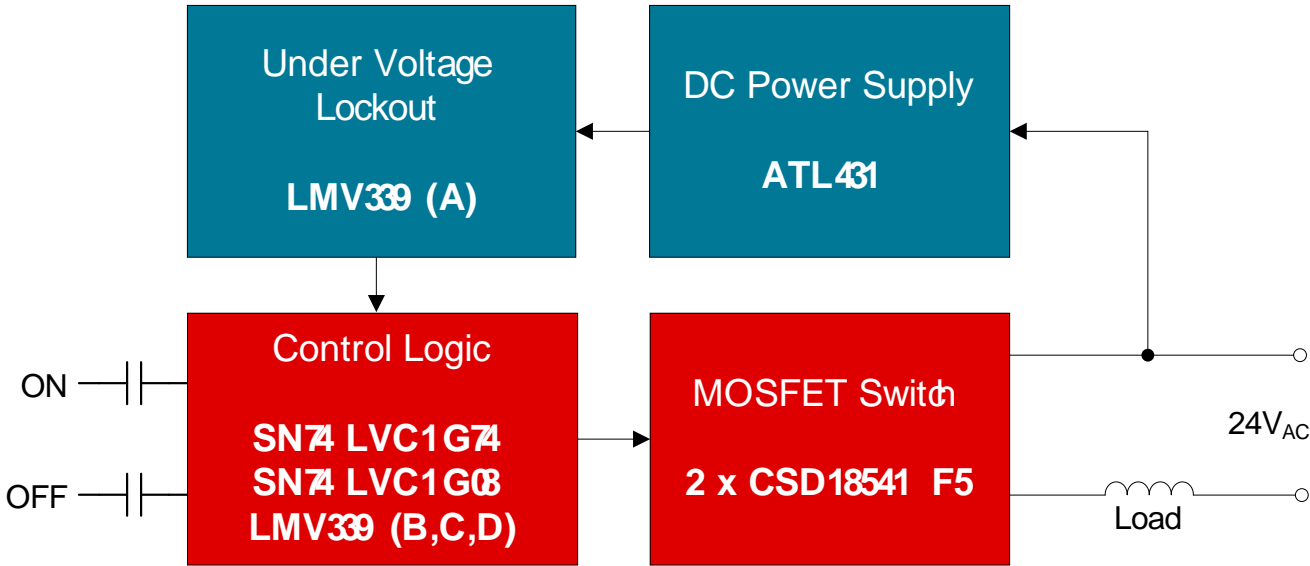 Under Voltage
Lockout
LMV339 (A)
DC Power Supply
ATL431
Control Logic
SN74 LVC1G74
SN74 LVC1G08
LMV339 (B,C,D)
MOSFET Switch
2 x CSD18541 F5
ON
OFF
24VAC
Load